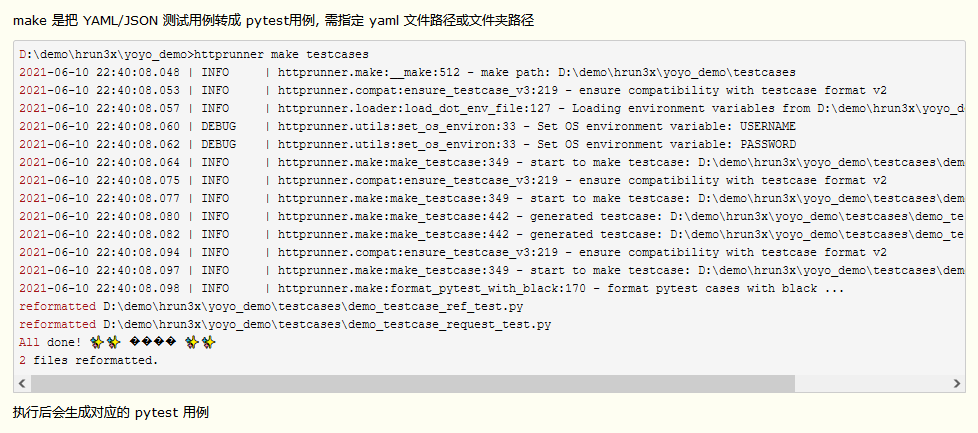 make 是把 YAML/JSON 测试用例转成 pytest用例, 需指定 yaml 文件路径或文件夹路径
D:\demo\hrun3x\yoyo_demo>httprunner make testcases
2021-06-10 22:40:08.048 | INFO     | httprunner.make:__make:512 - make path: D:\demo\hrun3x\yoyo_demo\testcases
2021-06-10 22:40:08.053 | INFO     | httprunner.compat:ensure_testcase_v3:219 - ensure compatibility with testcase format v2
2021-06-10 22:40:08.057 | INFO     | httprunner.loader:load_dot_env_file:127 - Loading environment variables from D:\demo\hrun3x\yoyo_d
2021-06-10 22:40:08.060 | DEBUG    | httprunner.utils:set_os_environ:33 - Set OS environment variable: USERNAME
2021-06-10 22:40:08.062 | DEBUG    | httprunner.utils:set_os_environ:33 - Set OS environment variable: PASSWORD
2021-06-10 22:40:08.064 | INFO     | httprunner.make:make_testcase:349 - start to make testcase: D:\demo\hrun3x\yoyo_demo\testcases\dem
2021-06-10 22:40:08.075 | INFO     | httprunner.compat:ensure_testcase_v3:219 - ensure compatibility with testcase format v2
2021-06-10 22:40:08.077 | INFO     | httprunner.make:make_testcase:349 - start to make testcase: D:\demo\hrun3x\yoyo_demo\testcases\dem
2021-06-10 22:40:08.080 | INFO     | httprunner.make:make_testcase:442 - generated testcase: D:\demo\hrun3x\yoyo_demo\testcases\demo_te
2021-06-10 22:40:08.082 | INFO     | httprunner.make:make_testcase:442 - generated testcase: D:\demo\hrun3x\yoyo_demo\testcases\demo_te
2021-06-10 22:40:08.094 | INFO     | httprunner.compat:ensure_testcase_v3:219 - ensure compatibility with testcase format v2
2021-06-10 22:40:08.097 | INFO     | httprunner.make:make_testcase:349 - start to make testcase: D:\demo\hrun3x\yoyo_demo\testcases\dem
2021-06-10 22:40:08.098 | INFO     | httprunner.make:format_pytest_with_black:170 - format pytest cases with black ...
reformatted D:\demo\hrun3x\yoyo_demo\testcases\demo_testcase_ref_test.py
reformatted D:\demo\hrun3x\yoyo_demo\testcases\demo_testcase_request_test.py
All done! ✨✨ ���� ✨✨
2 files reformatted.
执行后会生成对应的 pytest 用例